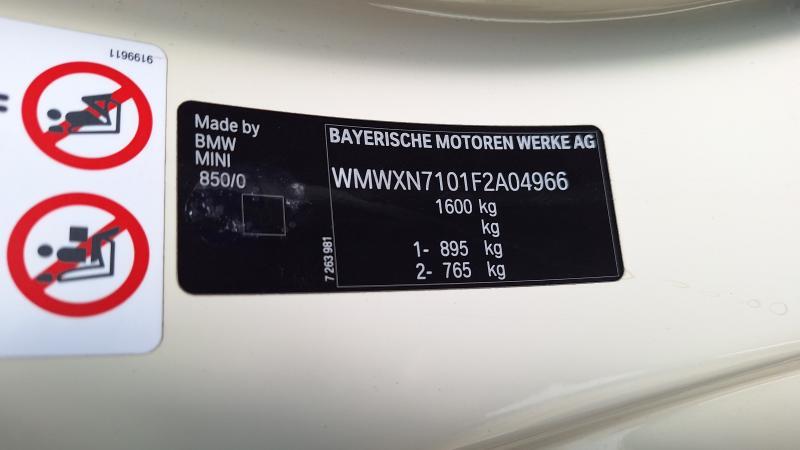 9199611
Made by
BMW
MINI
850/0
BAYERISCHE MOTOREN WERKE AG
WMWXN7101F2A04966
1600 kg
kg
1- 895 kg
2- 765 kg
7 263 981